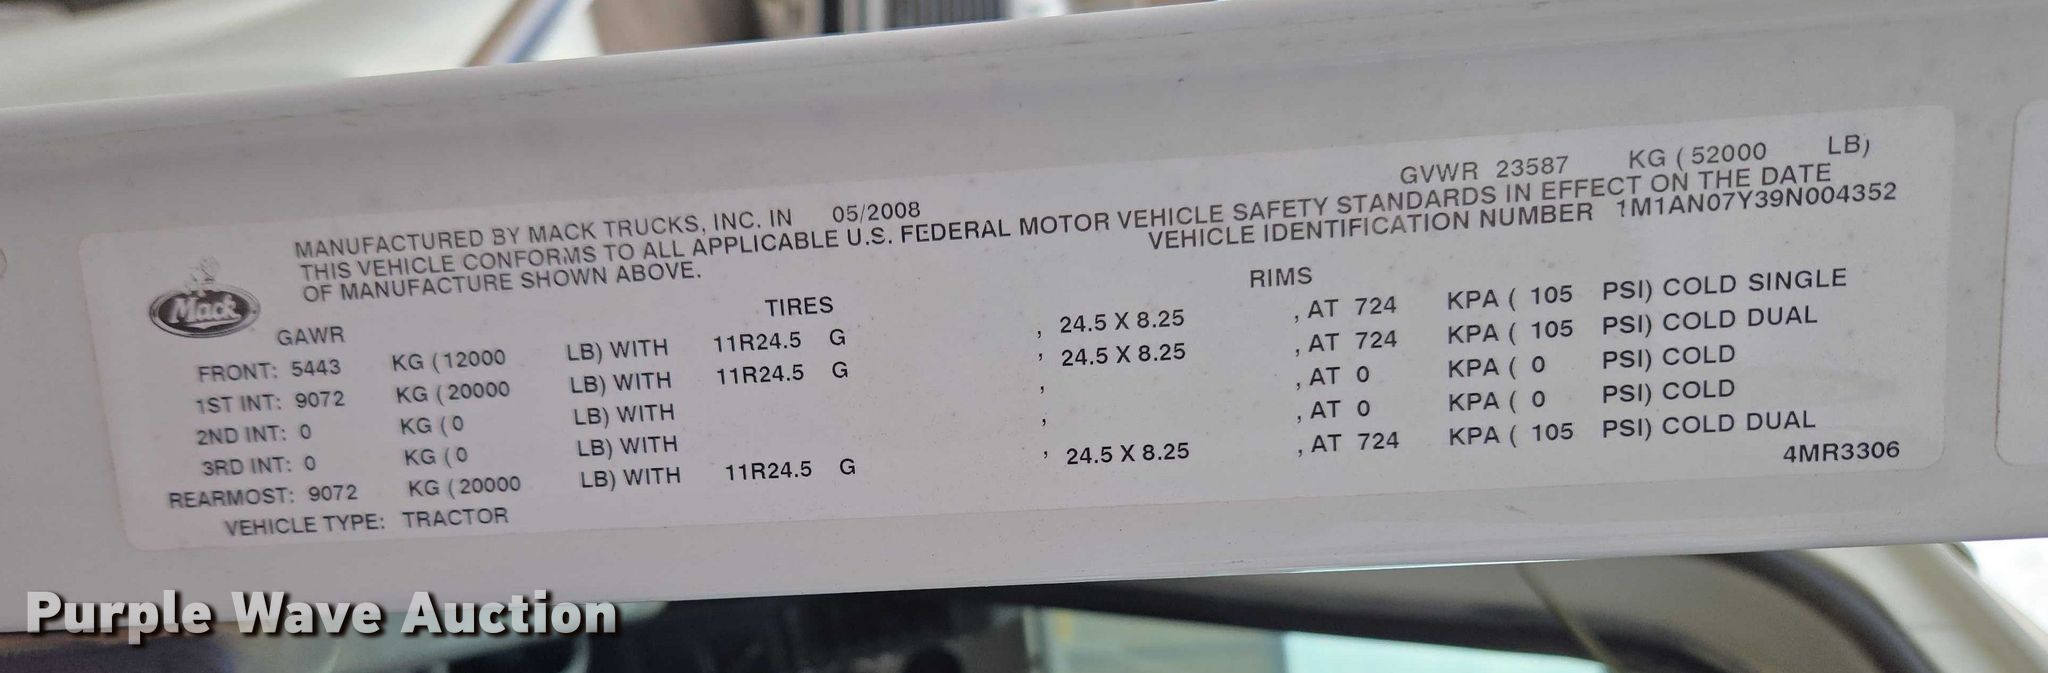 GVWR 23587 KG (52000 LB)
MANUFACTURED BY MACK TRUCKS, INC. IN 05/2008
THIS VEHICLE CONFORMS TO ALL APPLICABLE U.S. FEDERAL MOTOR VEHICLE SAFETY STANDARDS IN EFFECT ON THE DATE
OF MANUFACTURE SHOWN ABOVE. VEHICLE IDENTIFICATION NUMBER 1M1AN07Y39N004352
Mack
GAWR TIRES RIMS
FRONT: 5443 KG (12000 LB) WITH 11R24.5 G , 24.5 X 8.25 , AT 724 KPA ( 105 PSI) COLD SINGLE
1ST INT: 9072 KG (20000 LB) WITH 11R24.5 G , 24.5 X 8.25 , AT 724 KPA ( 105 PSI) COLD DUAL
2ND INT: 0 KG (0 LB) WITH , , AT 0 KPA ( 0 PSI) COLD
3RD INT: 0 KG (0 LB) WITH , , AT 0 KPA ( 0 PSI) COLD
REARMOST: 9072 KG (20000 LB) WITH 11R24.5 G , 24.5 X 8.25 , AT 724 KPA ( 105 PSI) COLD DUAL
VEHICLE TYPE: TRACTOR 4MR3306
Purple Wave Auction